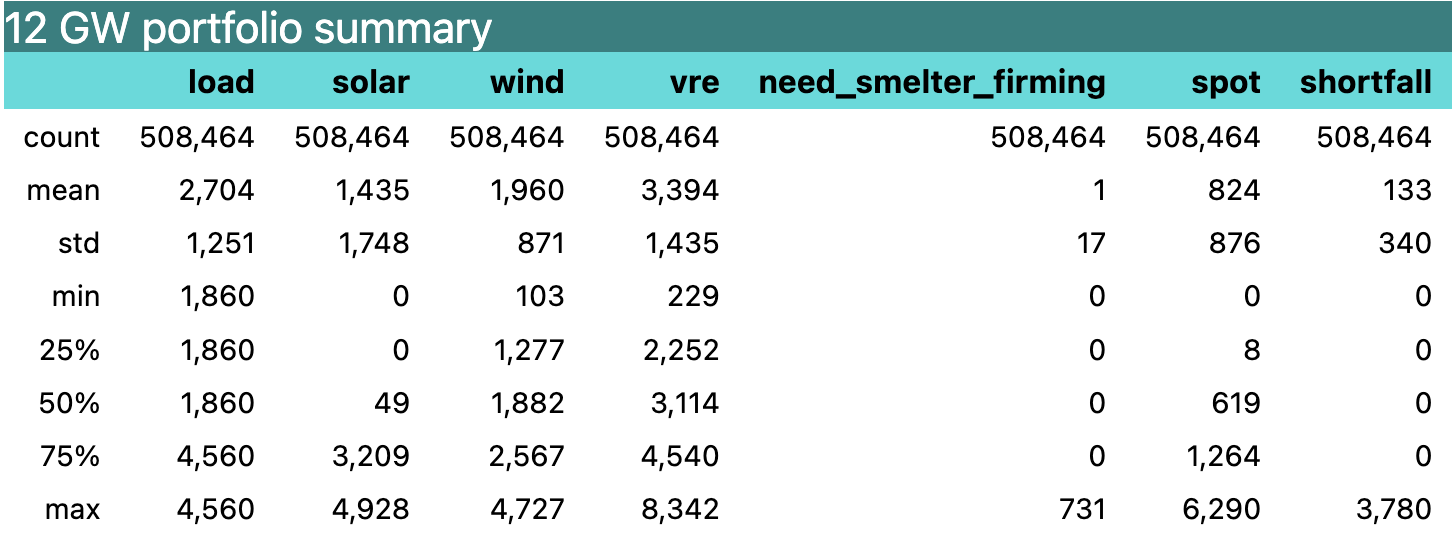 12 GW portfolio summary
load solar wind vre need_smelter_firming spot shortfall
count 508,464 508,464 508,464 508,464 508,464 508,464 508,464
mean 2,704 1,435 1,960 3,394 1 824 133
std 1,251 1,748 871 1,435 17 876 340
min 1,860 0 103 229 0 0 0
25% 1,860 0 1,277 2,252 0 8 0
50% 1,860 49 1,882 3,114 0 619 0
75% 4,560 3,209 2,567 4,540 0 1,264 0
max 4,560 4,928 4,727 8,342 731 6,290 3,780